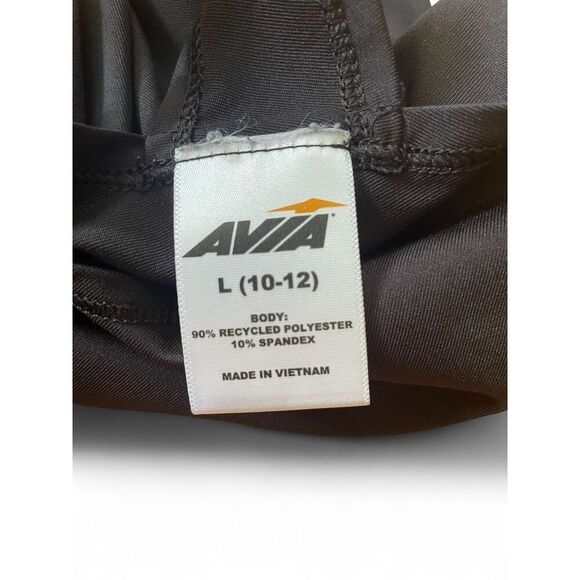 AVIA
L (10-12)
BODY:
90% RECYCLED POLYESTER
10% SPANDEX
MADE IN VIETNAM